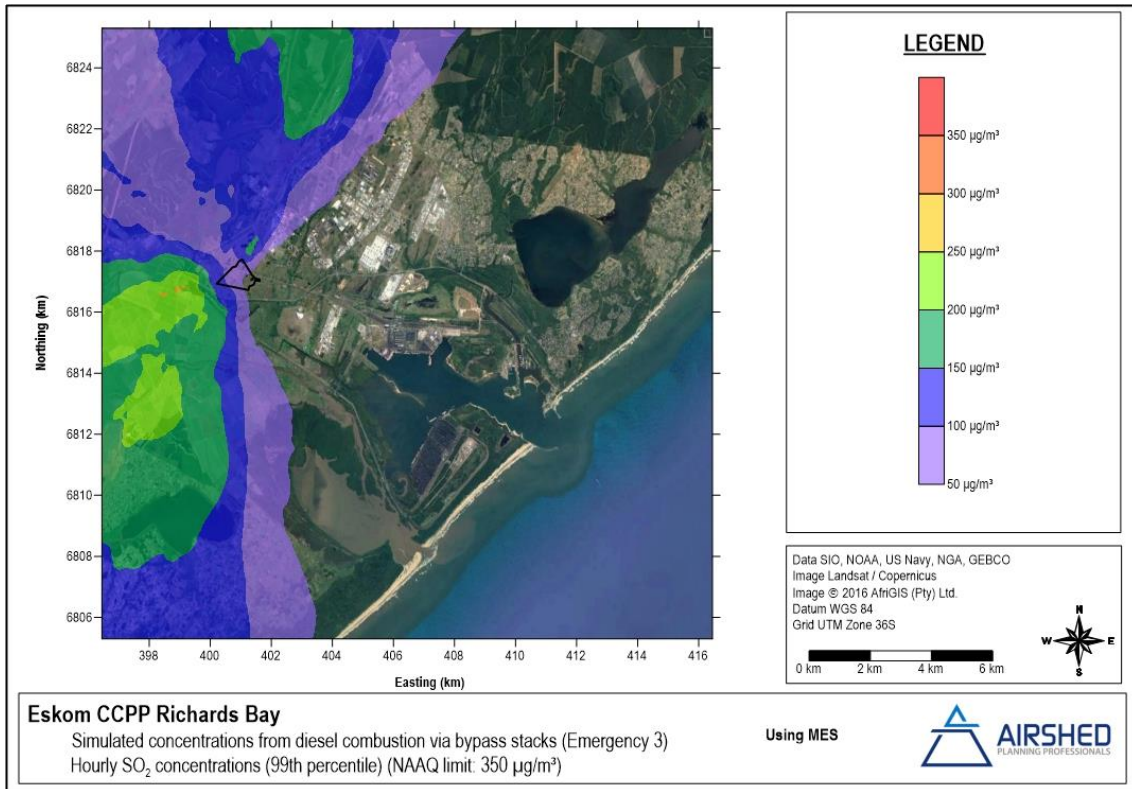 6824
6822
6820
6818
6816
6814
6812
6810
6808
6806
Northing (km)
398 400 402 404 406 408 410 412 414 416
Easting (km)
LEGEND
350 µg/m³
300 µg/m³
250 µg/m³
200 µg/m³
150 µg/m³
100 µg/m³
50 µg/m³
Data SIO, NOAA, US Navy, NGA, GEBCO
Image Landsat / Copernicus
Image © 2016 AfriGIS (Pty) Ltd.
Datum WGS 84
Grid UTM Zone 36S
N
W E
S
0 km 2 km 4 km 6 km
Eskom CCPP Richards Bay
Simulated concentrations from diesel combustion via bypass stacks (Emergency 3)
Hourly SO₂ concentrations (99th percentile) (NAAQ limit: 350 µg/m³)
Using MES
AIRSHED
PLANNING PROFESSIONALS